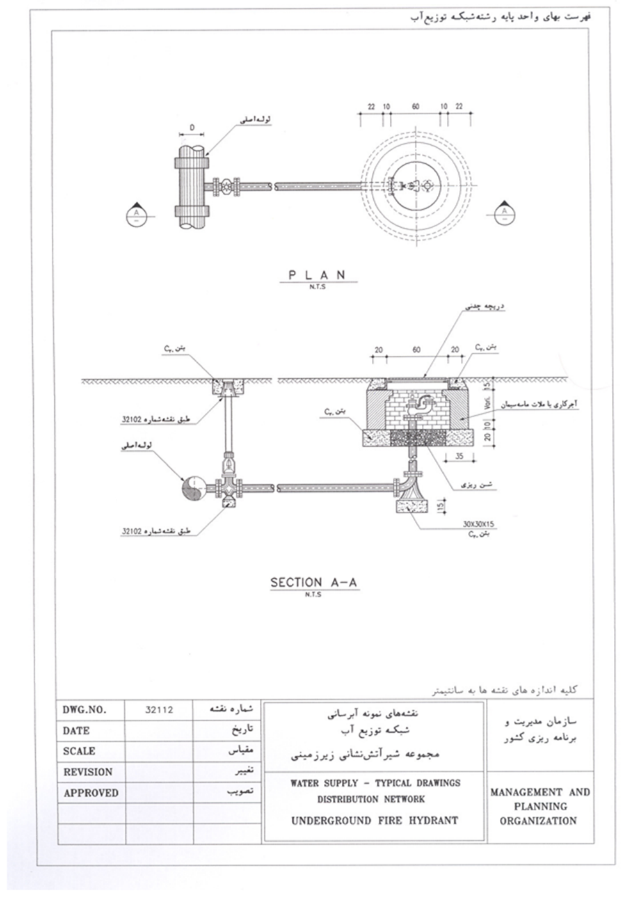 فهرست بهای واحد پایه رشته شبکه توزیع آب
22 10 60 10 22
D
لوله اصلی
A
A
PLAN
N.T.S
دریچه چدنی
بتن
20 60 20
بتن
15
Vari.
آجرکاری با ملات ماسه سیمان
طبق نقشه شماره 32102
بتن
10
20
لوله اصلی
35
شن ریزی
15
طبق نقشه شماره 32102
30X30X15
بتن
SECTION A-A
N.T.S
کلیه اندازه های نقشه ها به سانتیمتر
DWG.NO. 32112 شماره نقشه
DATE تاریخ
SCALE مقیاس
REVISION تغییر
APPROVED تصویب
نقشه‌های نمونه آبرسانی
شبکه توزیع آب
مجموعه شیر آتش‌نشانی زیرزمینی
WATER SUPPLY - TYPICAL DRAWINGS
DISTRIBUTION NETWORK
UNDERGROUND FIRE HYDRANT
سازمان مدیریت و
برنامه ریزی کشور
MANAGEMENT AND
PLANNING
ORGANIZATION